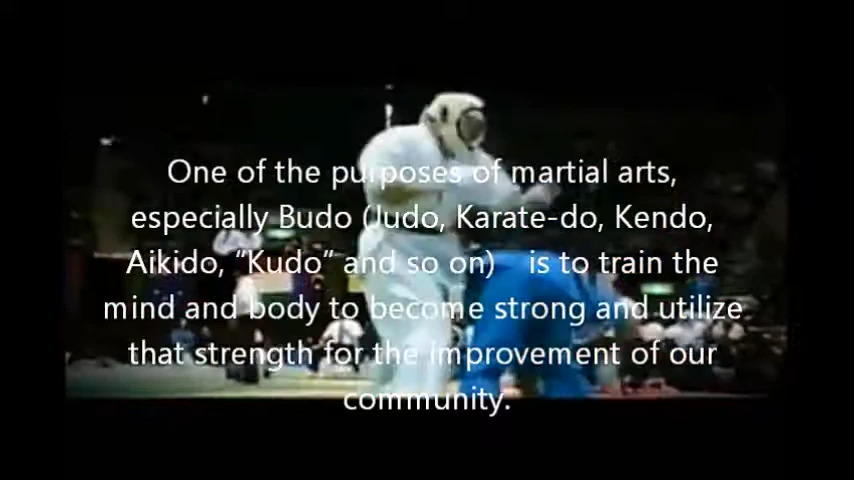 One of the purposes of martial arts,
especially Budo (Judo, Karate-do, Kendo,
Aikido, “Kudo” and so on) is to train the
mind and body to become strong and utilize
that strength for the improvement of our
community.